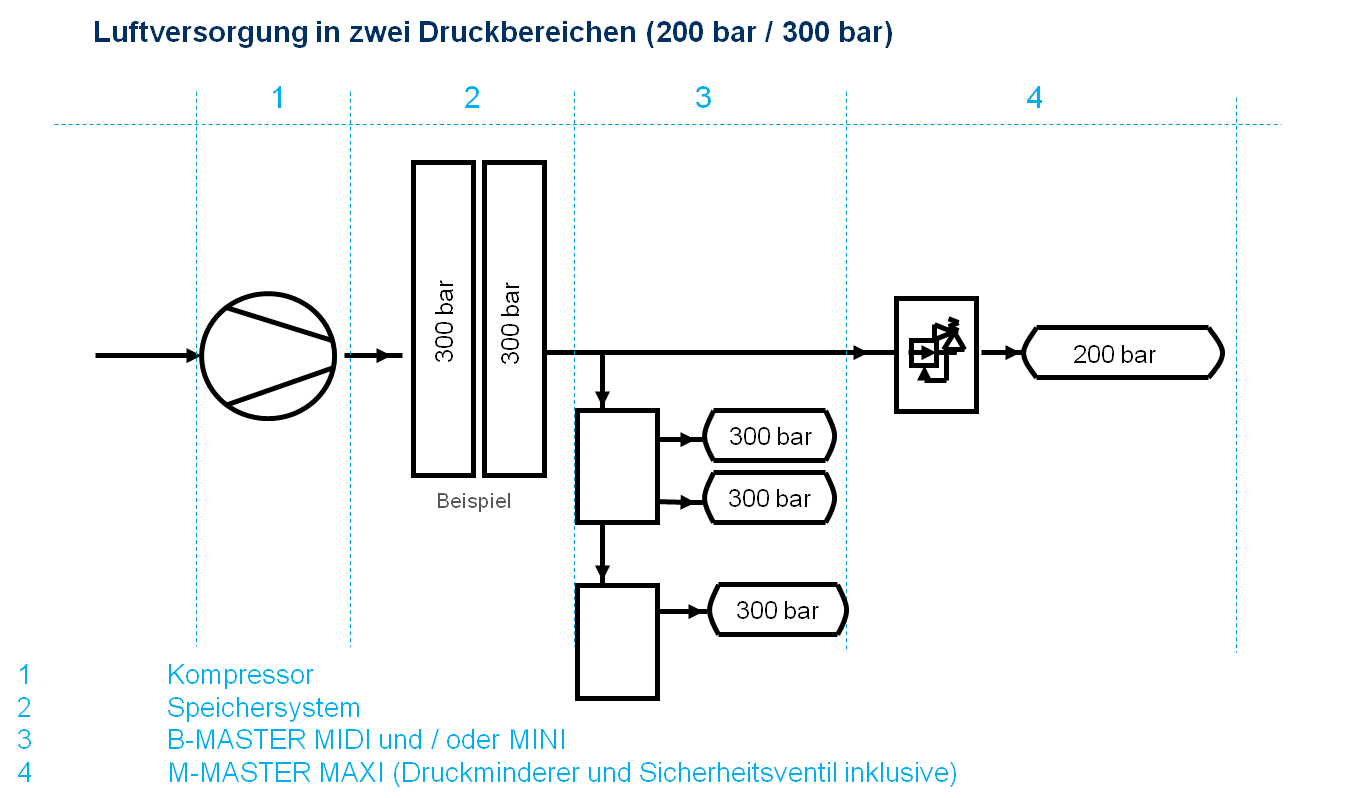 Luftversorgung in zwei Druckbereichen (200 bar / 300 bar)
1 2 3 4
300 bar
300 bar
200 bar
300 bar
300 bar
Beispiel
300 bar
1 Kompressor
2 Speichersystem
3 B-MASTER MIDI und / oder MINI
4 M-MASTER MAXI (Druckminderer und Sicherheitsventil inklusive)